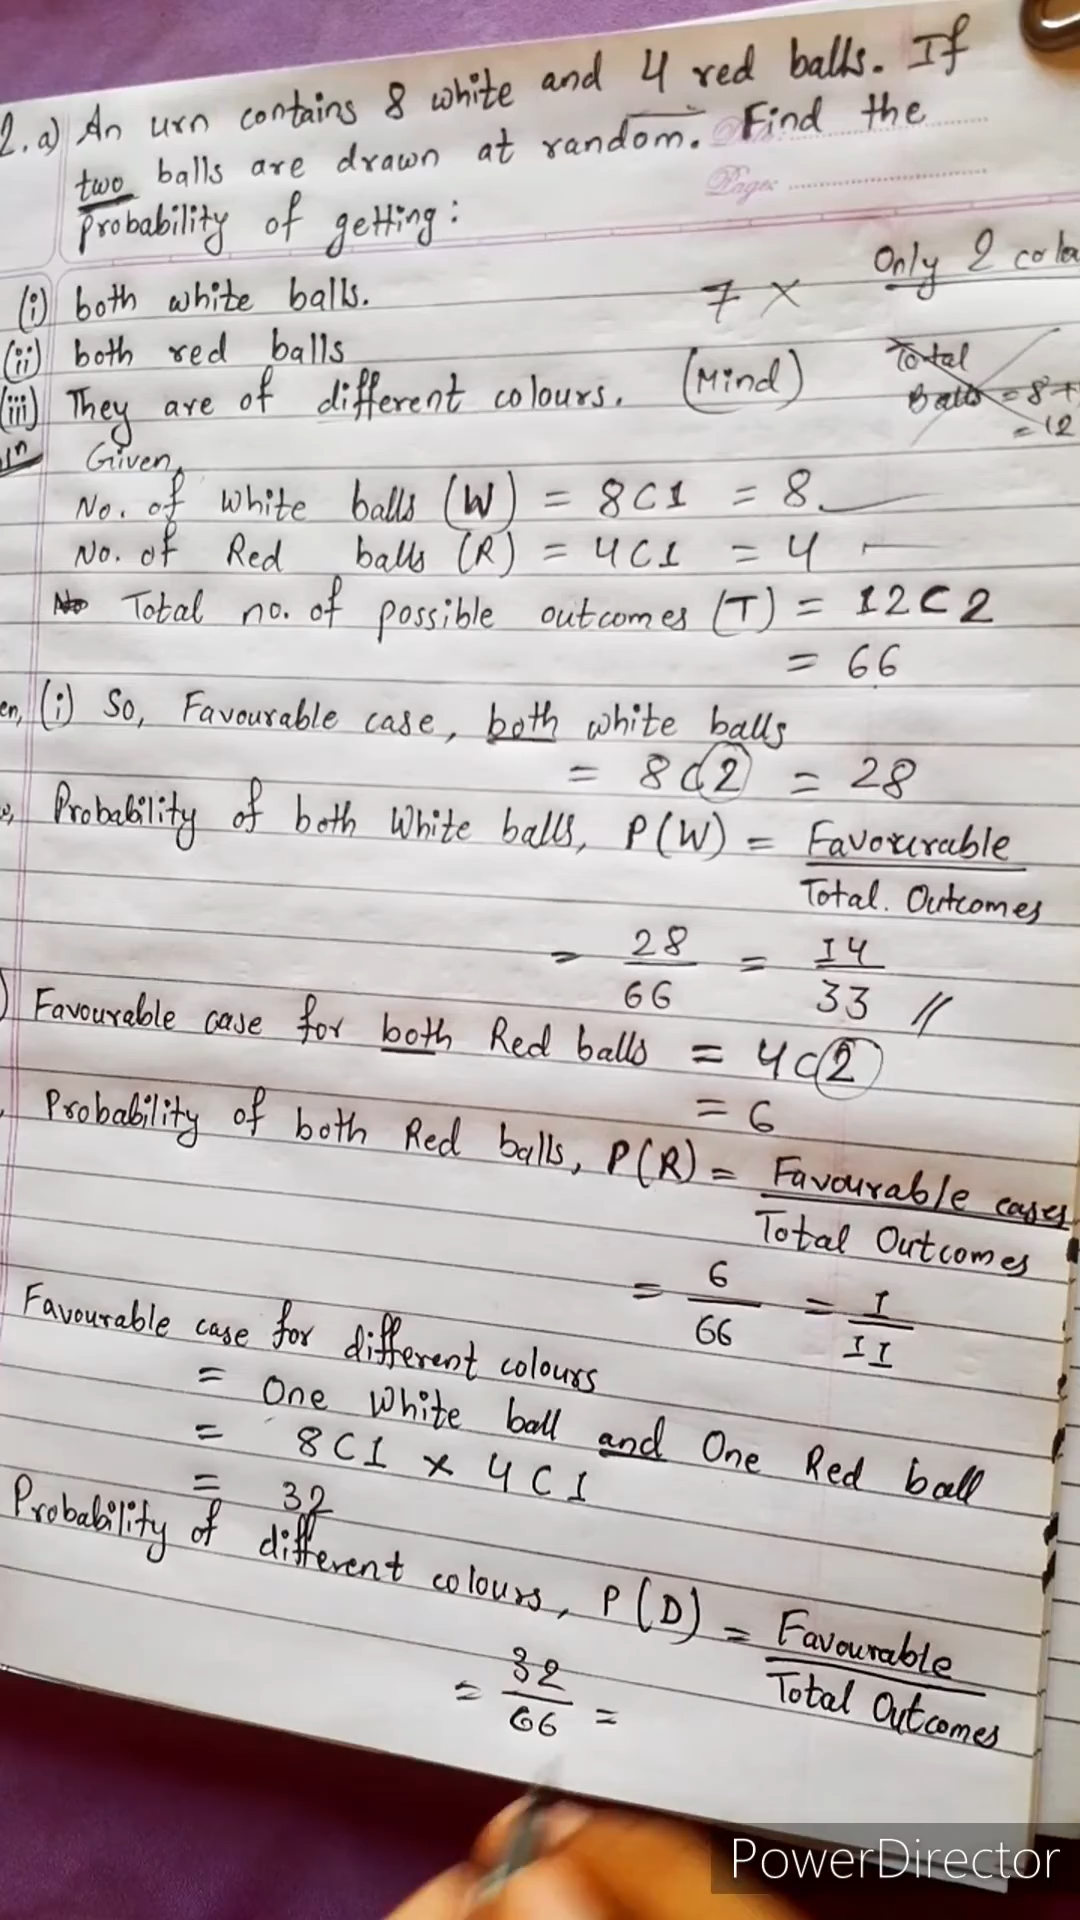 2. a) An urn contains 8 white and 4 red balls. If
two balls are drawn at random. Find the
Page:
probability of getting:
Only 2 colou
(i) both white balls.
7 ×
(ii) both red balls
Total
(iii) They are of different colours. (Mind)
Balls = 8+
= 12
Given,
No. of White balls (W) = 8C1 = 8
No. of Red balls (R) = 4C1 = 4
No Total no. of possible outcomes (T) = 12C2
= 66
en, (i) So, Favourable case, both white balls
= 8C2 = 28
Probability of both White balls, P(W) = Favourable
Total. Outcomes
= 28 = 14
66 33 //
) Favourable case for both Red balls = 4C2
= 6
Probability of both Red balls, P(R) = Favourable cases
Total Outcomes
= 6 = 1
66 11
Favourable case for different colours
= One White ball and One Red ball
= 8C1 × 4C1
= 32
Probability of different colours, P(D) = Favourable
Total Outcomes
= 32 =
66
PowerDirector